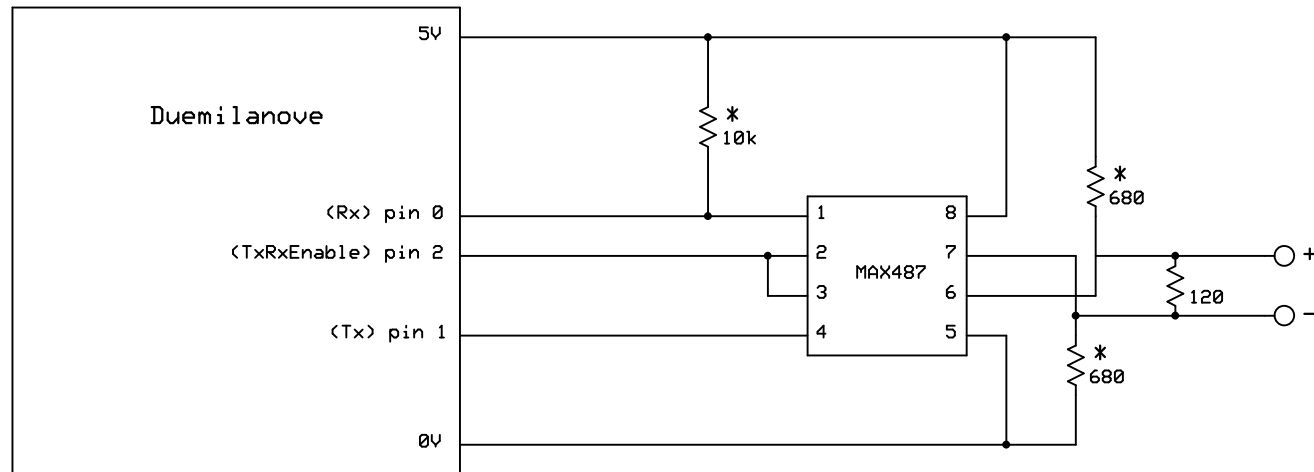 5V
Duemilanove
*
10k
*
680
(Rx) pin 0
1
8
(TxRxEnable) pin 2
2
7
+
MAX487
3
6
120
-
(Tx) pin 1
4
5
*
680
0V